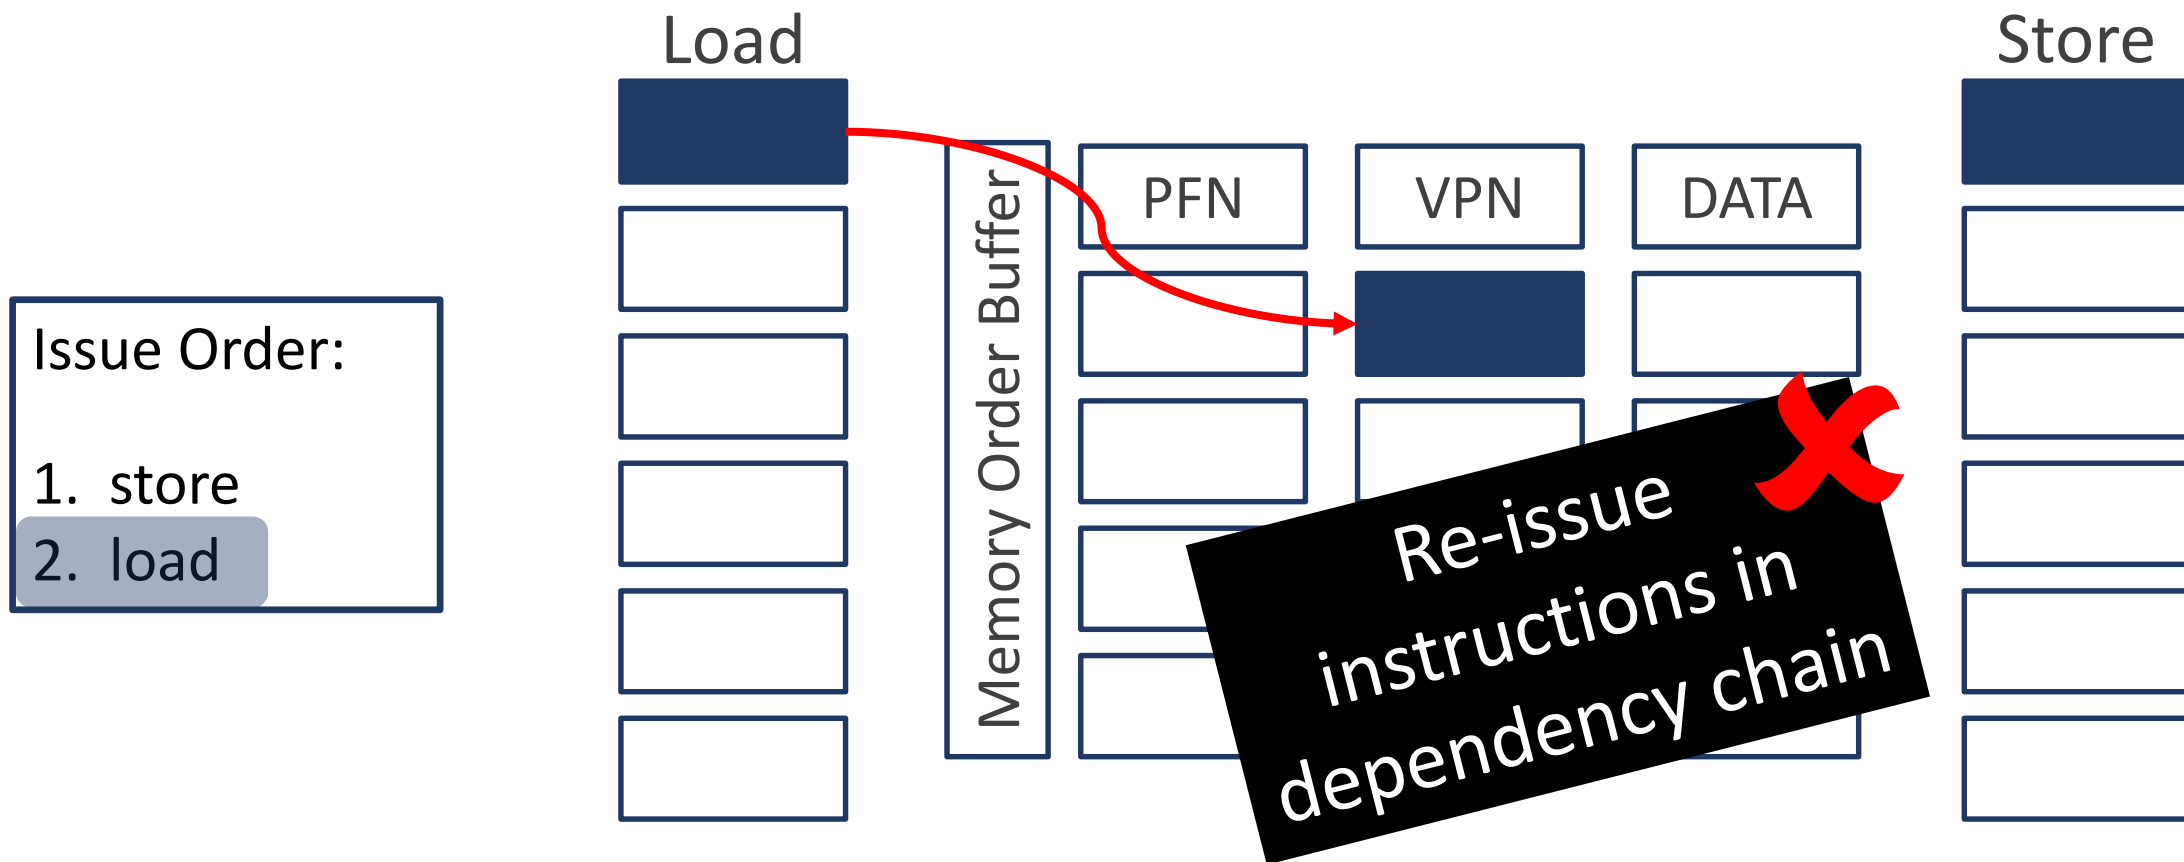 Load
Store
Issue Order:
1. store
2. load
Memory Order Buffer
PFN
VPN
DATA
Re-issue
instructions in
dependency chain